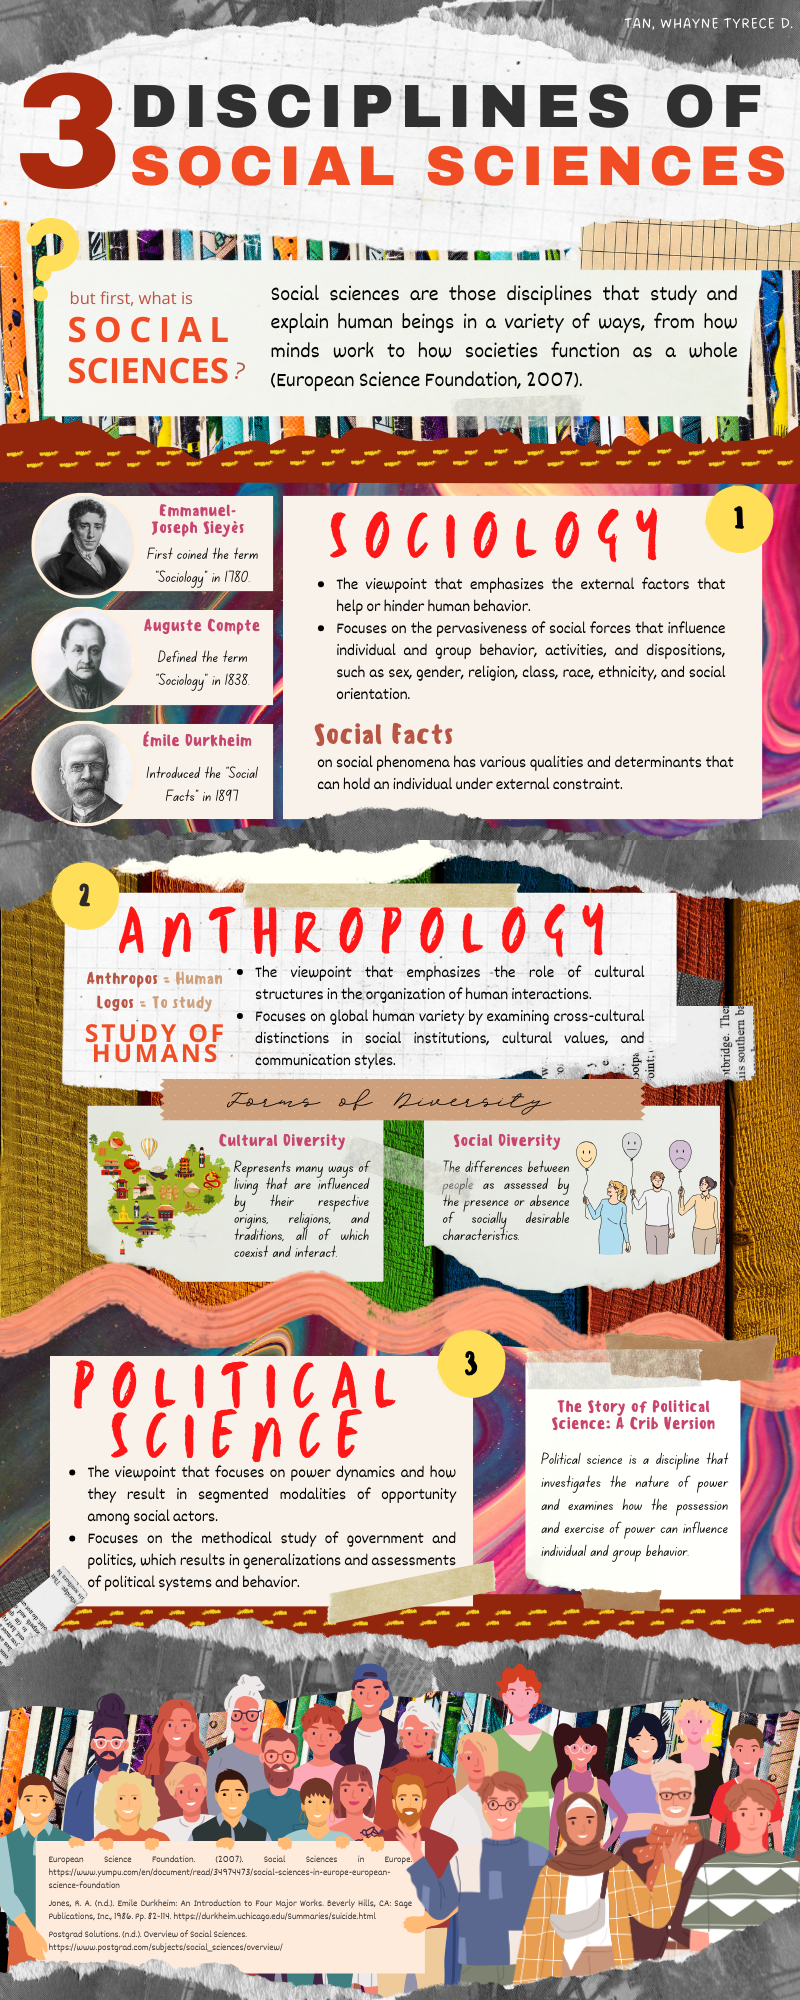 TAN, WHAYNE TYRECE D.
3 DISCIPLINES OF
SOCIAL SCIENCES
?
but first, what is
SOCIAL
SCIENCES?
Social sciences are those disciplines that study and
explain human beings in a variety of ways, from how
minds work to how societies function as a whole
(European Science Foundation, 2007).
Emmanuel-
Joseph Sieyès
First coined the term
"Sociology" in 1780.
Auguste Compte
Defined the term
"Sociology" in 1838.
Émile Durkheim
Introduced the "Social
Facts" in 1897
1
SOCIOLOGY
• The viewpoint that emphasizes the external factors that
help or hinder human behavior.
• Focuses on the pervasiveness of social forces that influence
individual and group behavior, activities, and dispositions,
such as sex, gender, religion, class, race, ethnicity, and social
orientation.
Social Facts
on social phenomena has various qualities and determinants that
can hold an individual under external constraint.
2
ANTHROPOLOGY
Anthropos = Human
Logos = To study
STUDY OF
HUMANS
• The viewpoint that emphasizes the role of cultural
structures in the organization of human interactions.
• Focuses on global human variety by examining cross-cultural
distinctions in social institutions, cultural values, and
communication styles.
Forms of Diversity
Cultural Diversity
Represents many ways of
living that are influenced
by their respective
origins, religions, and
traditions, all of which
coexist and interact.
Social Diversity
The differences between
people as assessed by
the presence or absence
of socially desirable
characteristics.
3
POLITICAL
SCIENCE
• The viewpoint that focuses on power dynamics and how
they result in segmented modalities of opportunity
among social actors.
• Focuses on the methodical study of government and
politics, which results in generalizations and assessments
of political systems and behavior.
The Story of Political
Science: A Crib Version
Political science is a discipline that
investigates the nature of power
and examines how the possession
and exercise of power can influence
individual and group behavior.
European Science Foundation. (2007). Social Sciences in Europe.
https://www.yumpu.com/en/document/read/34974473/social-sciences-in-europe-european-
science-foundation
Jones, R. A. (n.d.). Emile Durkheim: An Introduction to Four Major Works. Beverly Hills, CA: Sage
Publications, Inc., 1986. Pp. 82-114. https://durkheim.uchicago.edu/Summaries/suicide.html
Postgrad Solutions. (n.d.). Overview of Social Sciences.
https://www.postgrad.com/subjects/social_sciences/overview/